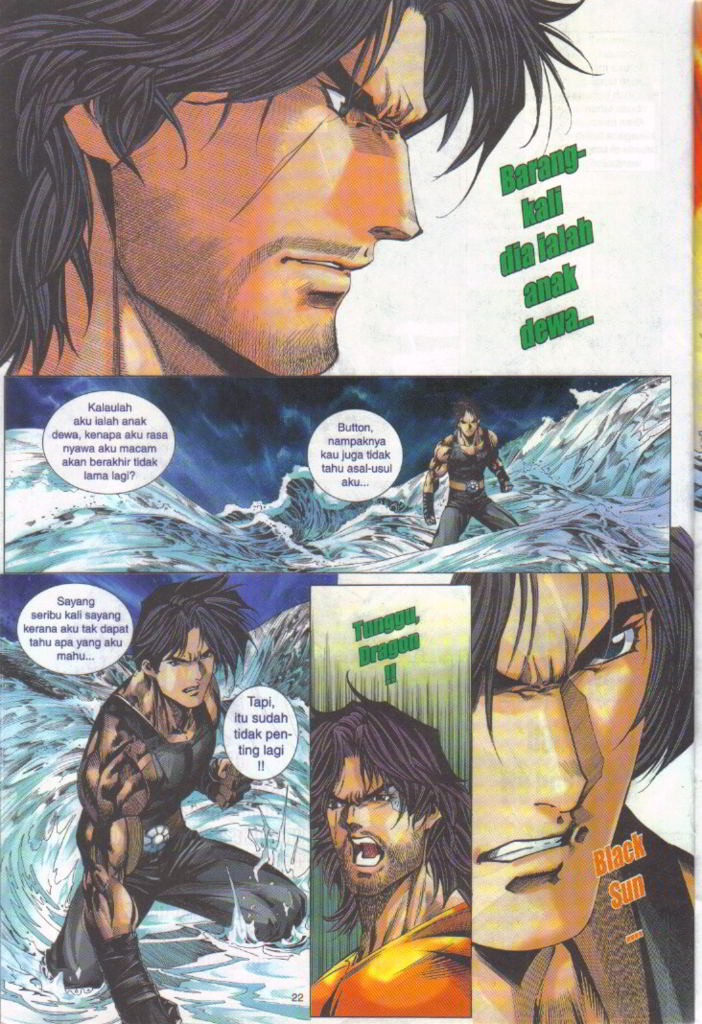 Barang-
kali
dia ialah
anak
dewa...
Kalaulah
aku ialah anak
dewa, kenapa aku rasa
nyawa aku macam
akan berakhir tidak
lama lagi?
Button,
nampaknya
kau juga tidak
tahu asal-usul
aku...
Sayang
seribu kali sayang
kerana aku tak dapat
tahu apa yang aku
mahu...
Tapi,
itu sudah
tidak pen-
ting lagi
!!
Tunggu,
Dragon
!!
Black
Sun
....
22